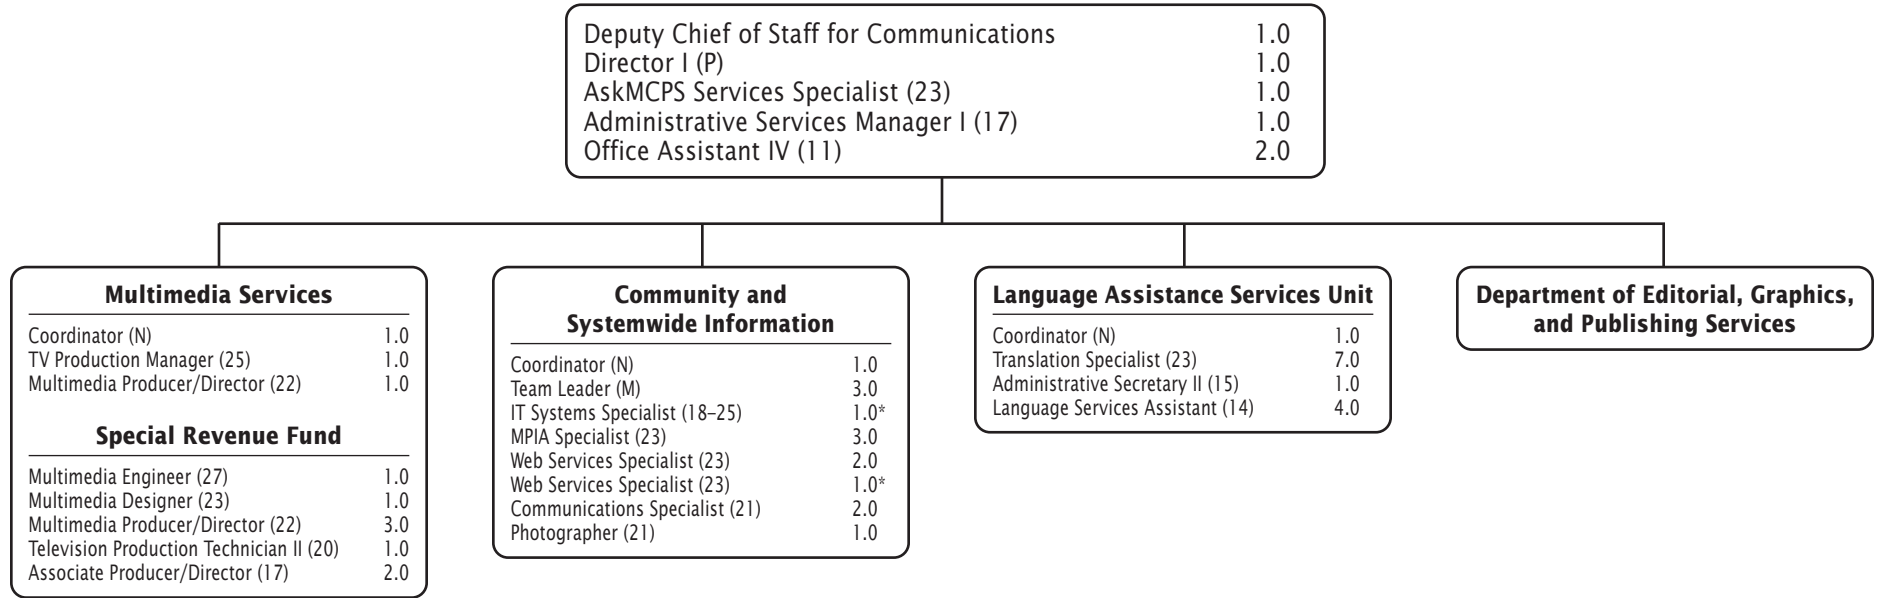 Deputy Chief of Staff for Communications 1.0
Director I (P) 1.0
AskMCPS Services Specialist (23) 1.0
Administrative Services Manager I (17) 1.0
Office Assistant IV (11) 2.0
Multimedia Services
Coordinator (N) 1.0
TV Production Manager (25) 1.0
Multimedia Producer/Director (22) 1.0
Special Revenue Fund
Multimedia Engineer (27) 1.0
Multimedia Designer (23) 1.0
Multimedia Producer/Director (22) 3.0
Television Production Technician II (20) 1.0
Associate Producer/Director (17) 2.0
Community and
Systemwide Information
Coordinator (N) 1.0
Team Leader (M) 3.0
IT Systems Specialist (18–25) 1.0*
MPIA Specialist (23) 3.0
Web Services Specialist (23) 2.0
Web Services Specialist (23) 1.0*
Communications Specialist (21) 2.0
Photographer (21) 1.0
Language Assistance Services Unit
Coordinator (N) 1.0
Translation Specialist (23) 7.0
Administrative Secretary II (15) 1.0
Language Services Assistant (14) 4.0
Department of Editorial, Graphics,
and Publishing Services